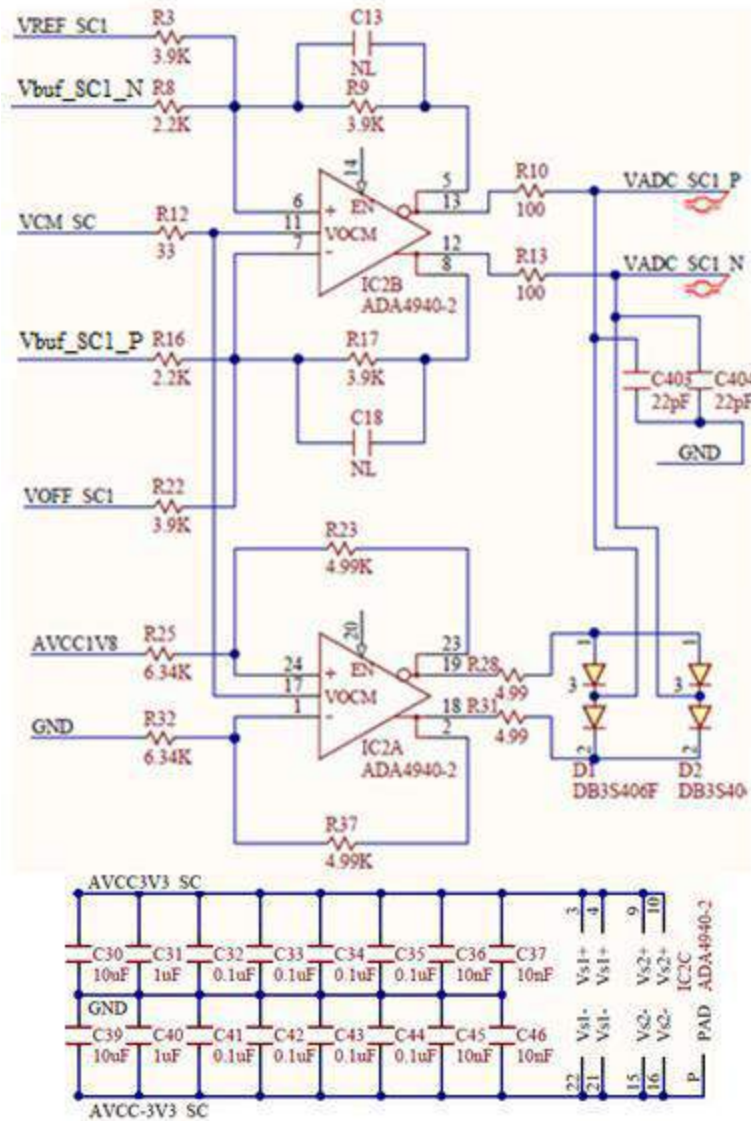 VREF_SC1
R3
3.9K
C13
NL
Vbuf_SC1_N
R8
2.2K
R9
3.9K
14
EN
5
13
R10
100
VADC_SC1_P
VCM_SC
R12
33
6
+
11
VOCM
7
-
12
8
R13
100
VADC_SC1_N
IC2B
ADA4940-2
Vbuf_SC1_P
R16
2.2K
R17
3.9K
C18
NL
C403
22pF
C404
22pF
GND
VOFF_SC1
R22
3.9K
R23
4.99K
AVCC1V8
R25
6.34K
20
EN
23
19
R28
4.99
24
+
17
VOCM
1
-
18
2
R31
4.99
GND
R32
6.34K
IC2A
ADA4940-2
R37
4.99K
1
3
2
D1
DB3S406F
1
3
2
D2
DB3S40
AVCC3V3_SC
C30
10uF
C31
1uF
C32
0.1uF
C33
0.1uF
C34
0.1uF
C35
0.1uF
C36
10nF
C37
10nF
GND
C39
10uF
C40
1uF
C41
0.1uF
C42
0.1uF
C43
0.1uF
C44
0.1uF
C45
10nF
C46
10nF
AVCC-3V3_SC
3
4
9
10
Vs1+
Vs1+
Vs2+
Vs2+
IC2C
ADA4940-2
Vs1-
Vs1-
Vs2-
Vs2-
PAD
22
21
15
16
P